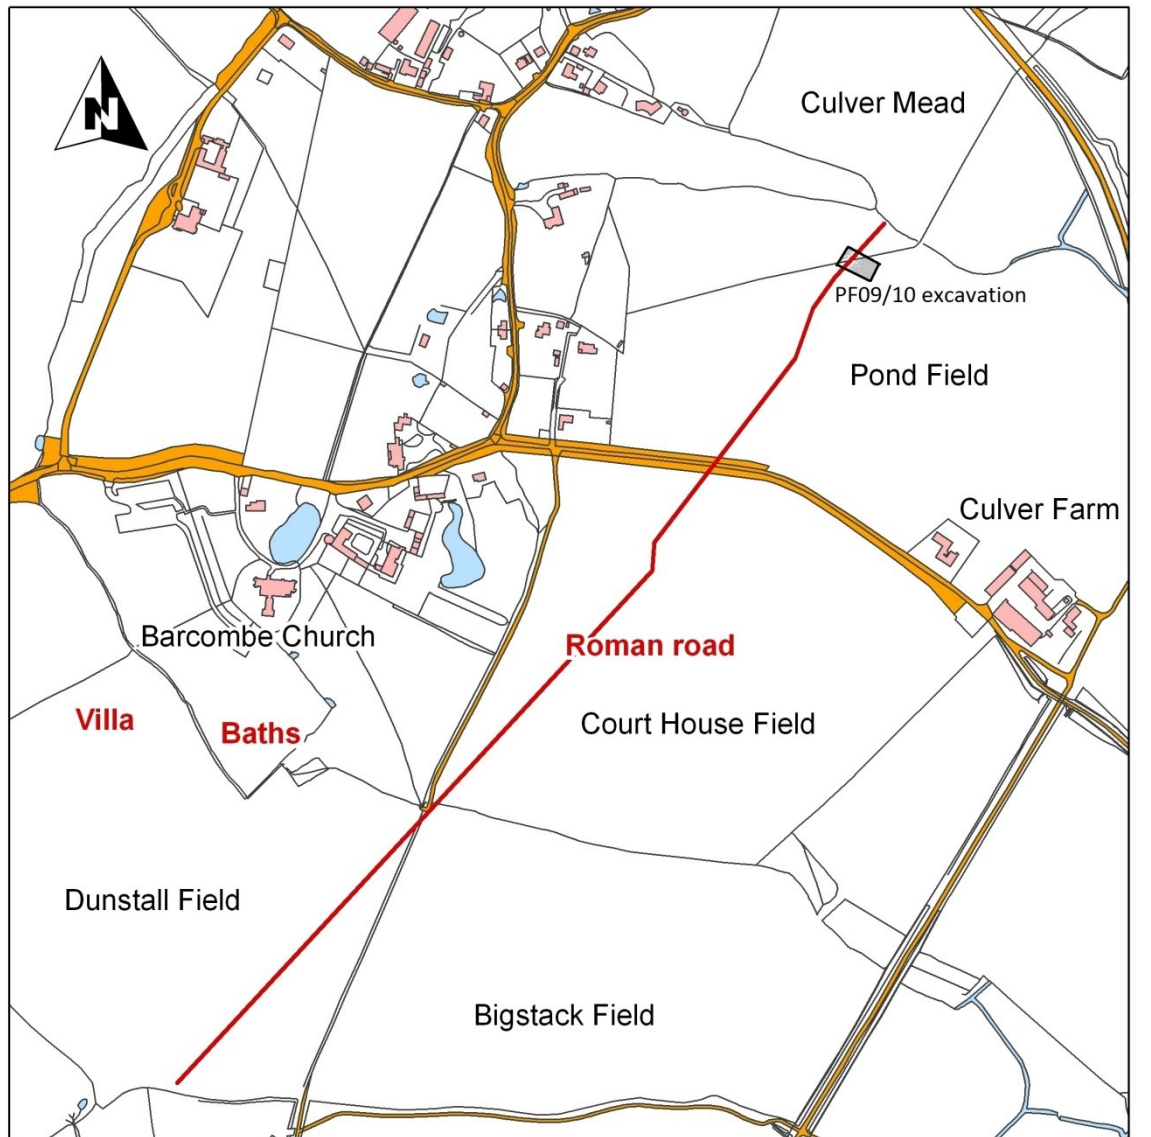 N
Culver Mead
PF09/10 excavation
Pond Field
Culver Farm
Barcombe Church
Roman road
Villa
Baths
Court House Field
Dunstall Field
Bigstack Field